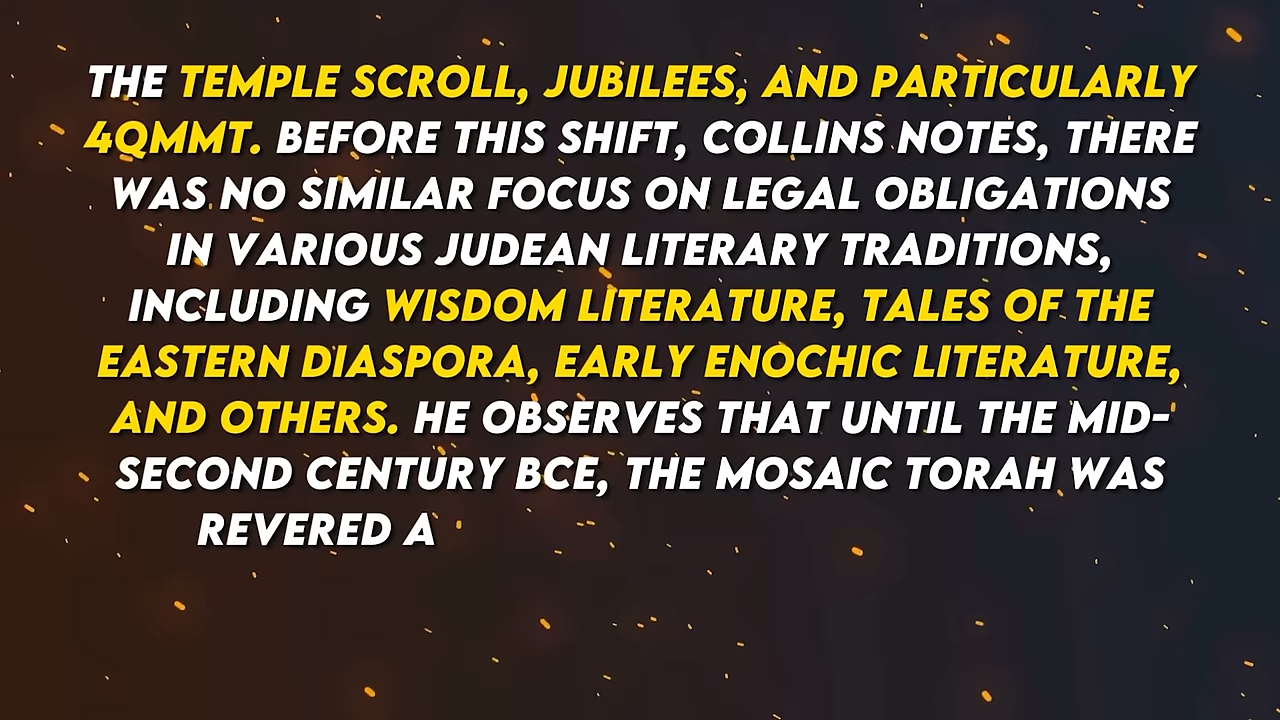 THE TEMPLE SCROLL, JUBILEES, AND PARTICULARLY
4QMMT. BEFORE THIS SHIFT, COLLINS NOTES, THERE
WAS NO SIMILAR FOCUS ON LEGAL OBLIGATIONS
IN VARIOUS JUDEAN LITERARY TRADITIONS,
INCLUDING WISDOM LITERATURE, TALES OF THE
EASTERN DIASPORA, EARLY ENOCHIC LITERATURE,
AND OTHERS. HE OBSERVES THAT UNTIL THE MID-
SECOND CENTURY BCE, THE MOSAIC TORAH WAS
REVERED A